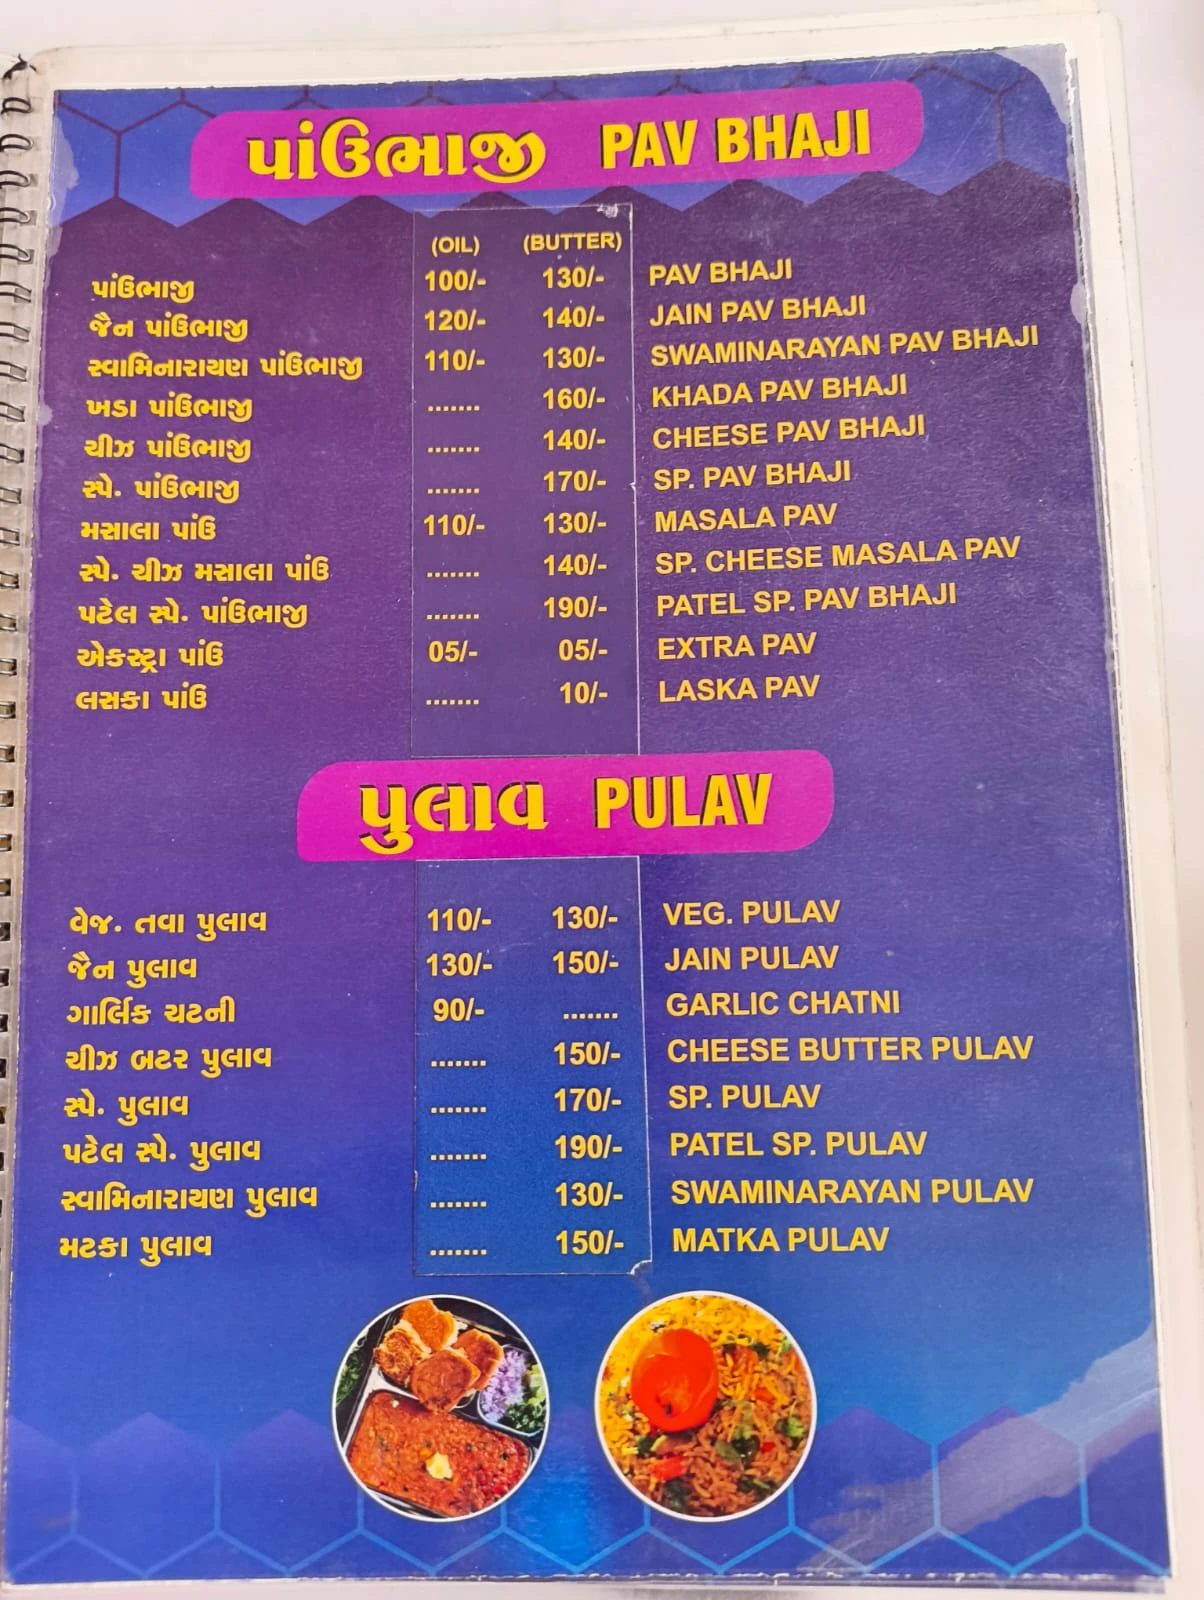 પાંઉભાજી PAV BHAJI
(OIL) (BUTTER)
પાંઉભાજી 100/- 130/- PAV BHAJI
જૈન પાંઉભાજી 120/- 140/- JAIN PAV BHAJI
સ્વામિનારાયણ પાંઉભાજી 110/- 130/- SWAMINARAYAN PAV BHAJI
ખડા પાંઉભાજી ....... 160/- KHADA PAV BHAJI
ચીઝ પાંઉભાજી ....... 140/- CHEESE PAV BHAJI
સ્પે. પાંઉભાજી ....... 170/- SP. PAV BHAJI
મસાલા પાંઉ 110/- 130/- MASALA PAV
સ્પે. ચીઝ મસાલા પાંઉ ....... 140/- SP. CHEESE MASALA PAV
પટેલ સ્પે. પાંઉભાજી ....... 190/- PATEL SP. PAV BHAJI
એકસ્ટ્રા પાંઉ 05/- 05/- EXTRA PAV
લસકા પાંઉ ....... 10/- LASKA PAV
પુલાવ PULAV
વેજ. તવા પુલાવ 110/- 130/- VEG. PULAV
જૈન પુલાવ 130/- 150/- JAIN PULAV
ગાર્લિક ચટની 90/- ....... GARLIC CHATNI
ચીઝ બટર પુલાવ ....... 150/- CHEESE BUTTER PULAV
સ્પે. પુલાવ ....... 170/- SP. PULAV
પટેલ સ્પે. પુલાવ ....... 190/- PATEL SP. PULAV
સ્વામિનારાયણ પુલાવ ....... 130/- SWAMINARAYAN PULAV
મટકા પુલાવ ....... 150/- MATKA PULAV